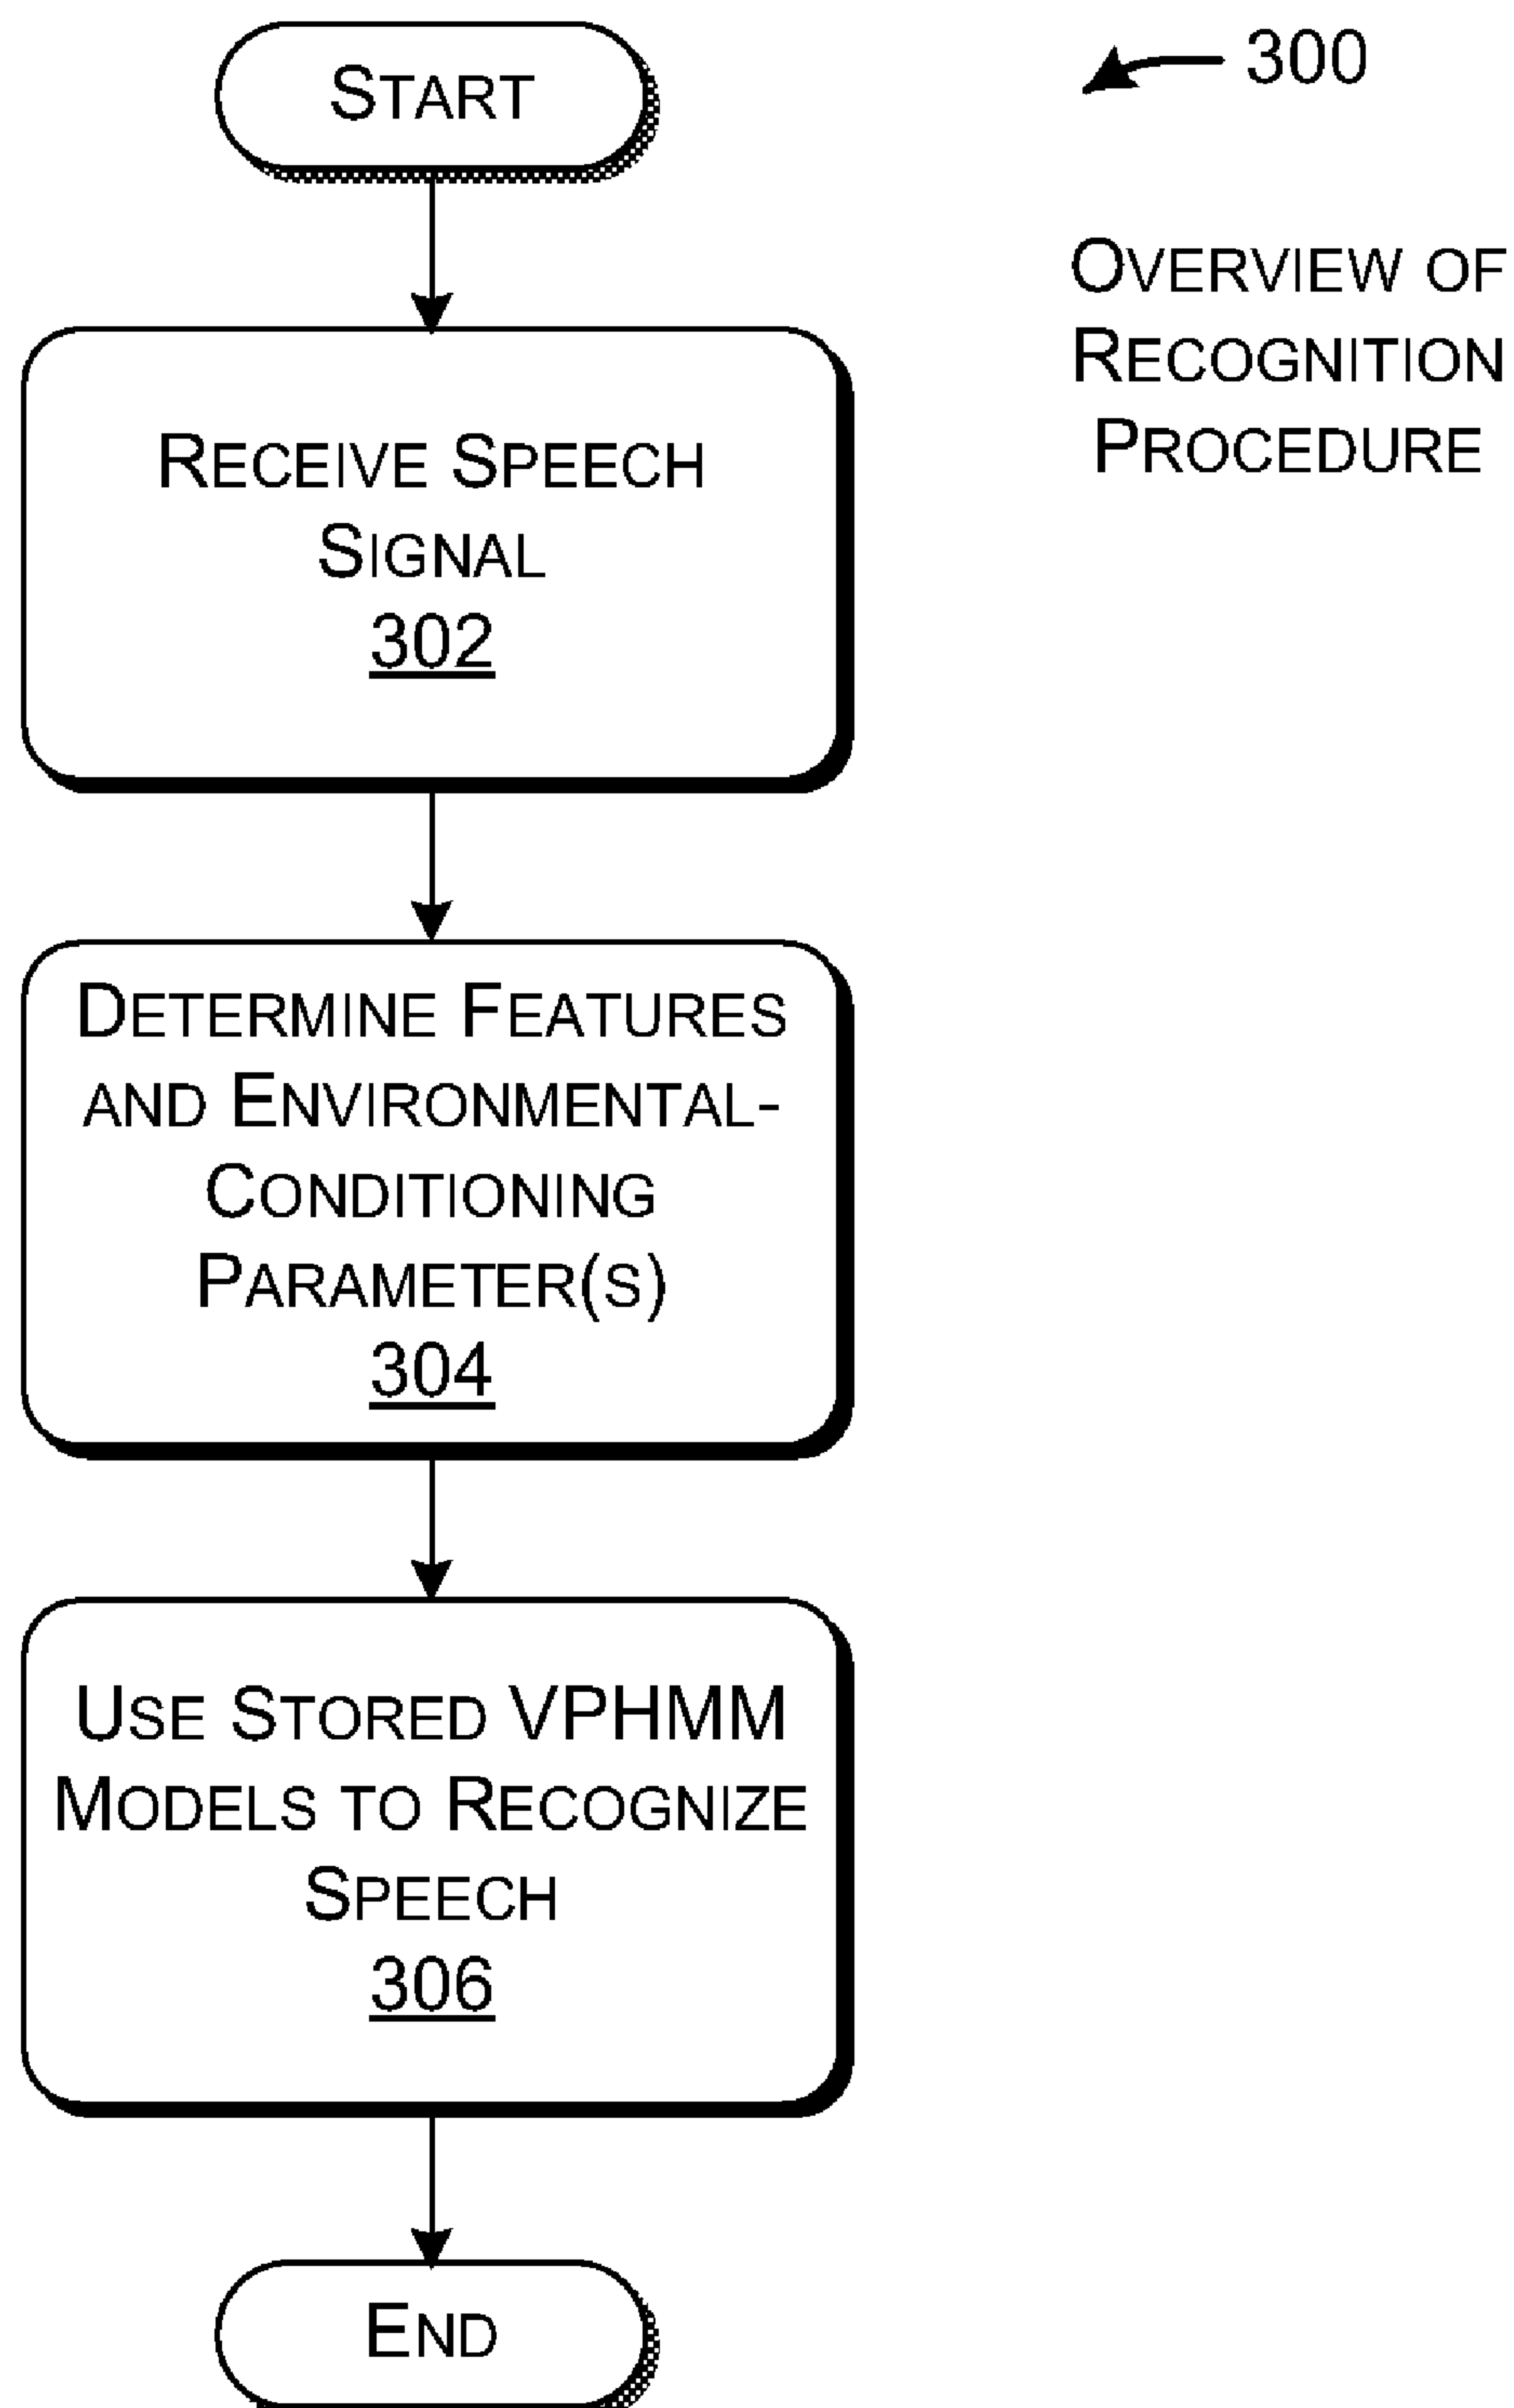 START
300
OVERVIEW OF
RECOGNITION
PROCEDURE
RECEIVE SPEECH
SIGNAL
302
DETERMINE FEATURES
AND ENVIRONMENTAL-
CONDITIONING
PARAMETER(S)
304
USE STORED VPHMM
MODELS TO RECOGNIZE
SPEECH
306
END